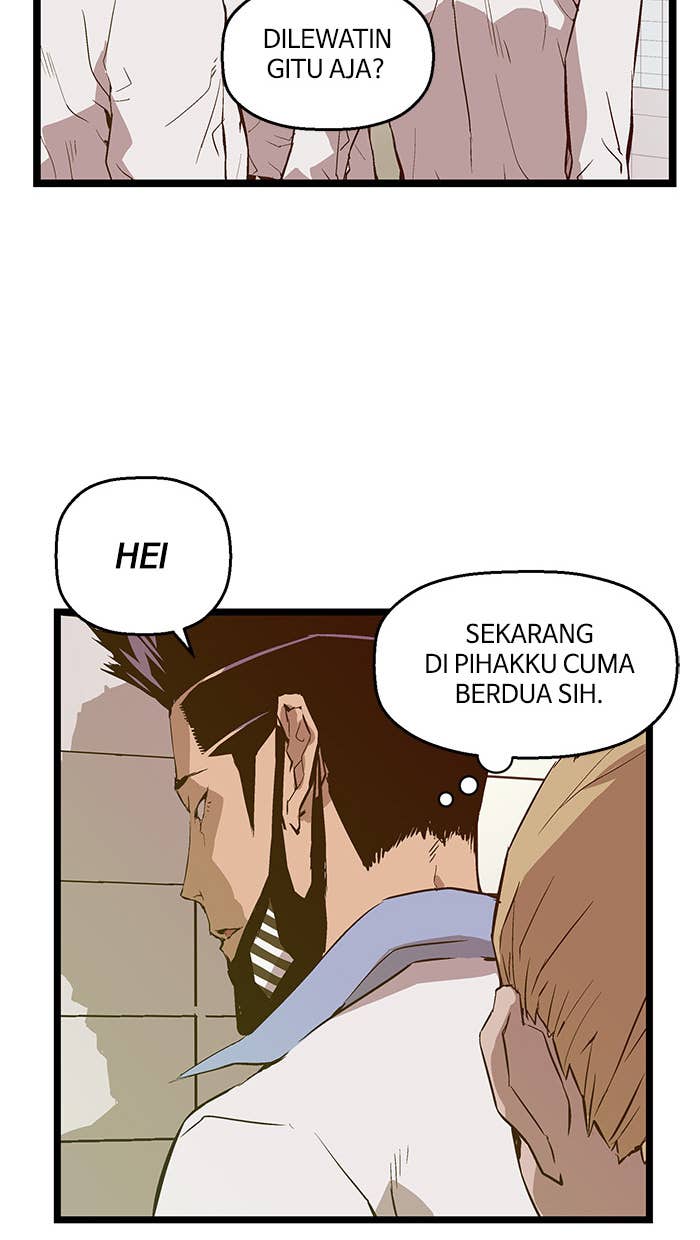 DILEWATIN
GITU AJA?
HEI
SEKARANG
DI PIHAKKU CUMA
BERDUA SIH.